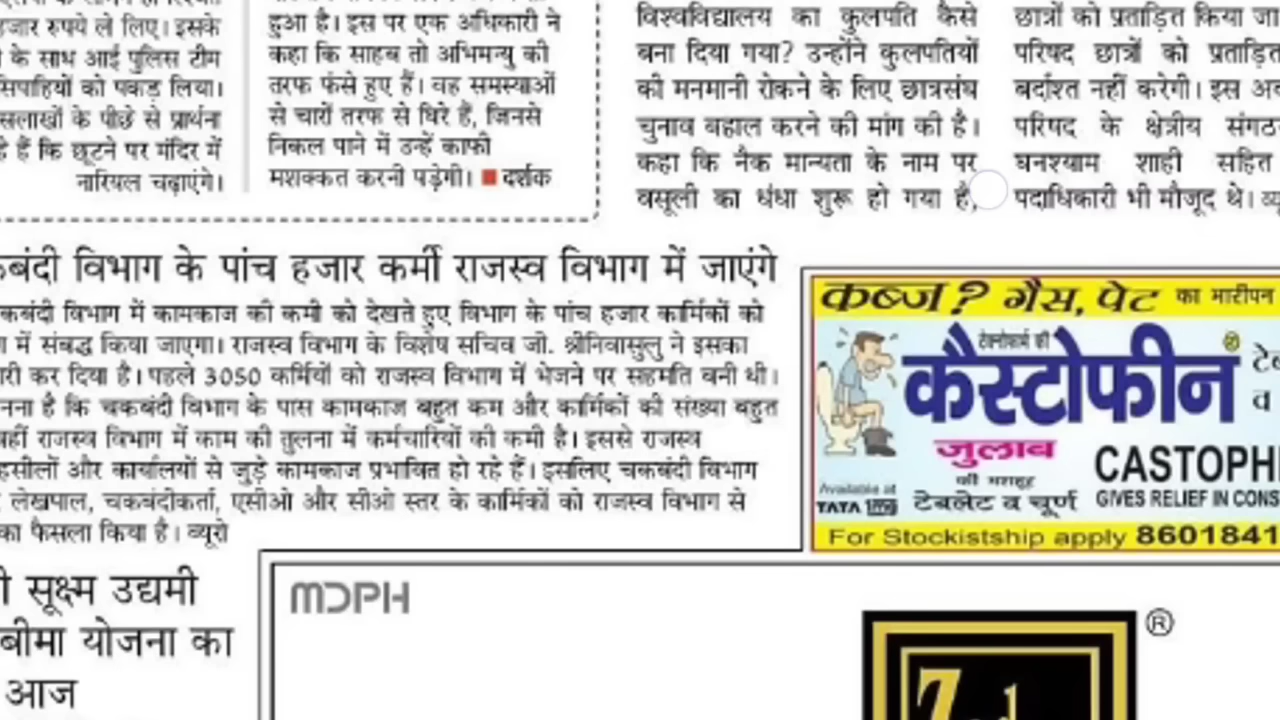 हजार रुपये ले लिए। इसके
के साथ आई पुलिस टीम
सिपाहियों को पकड़ लिया।
सलाखों के पीछे से प्रार्थना
हैं कि छूटने पर मंदिर में
नारियल चढ़ाएंगे।
हुआ है। इस पर एक अधिकारी ने
कहा कि साहब तो अभिमन्यु की
तरफ फंसे हुए हैं। वह समस्याओं
से चारों तरफ से घिरे हैं, जिनसे
निकल पाने में उन्हें काफी
मशक्कत करनी पड़ेगी। ■ दर्शक
विश्वविद्यालय का कुलपति कैसे
बना दिया गया? उन्होंने कुलपतियों
की मनमानी रोकने के लिए छात्रसंघ
चुनाव बहाल करने की मांग की है।
कहा कि नैक मान्यता के नाम पर
वसूली का धंधा शुरू हो गया है,
छात्रों को प्रताड़ित किया जा
परिषद छात्रों को प्रताड़ित
बर्दाश्त नहीं करेगी। इस
परिषद के क्षेत्रीय संगठ
घनश्याम शाही सहित
पदाधिकारी भी मौजूद थे।
कबंदी विभाग के पांच हजार कर्मी राजस्व विभाग में जाएंगे
कबंदी विभाग में कामकाज की कमी को देखते हुए विभाग के पांच हजार कार्मिकों को
में संबद्ध किया जाएगा। राजस्व विभाग के विशेष सचिव जी. श्रीनिवासुलु ने इसका
री कर दिया है। पहले 3050 कर्मियों को राजस्व विभाग में भेजने पर सहमति बनी थी।
नना है कि चकबंदी विभाग के पास कामकाज बहुत कम और कार्मिकों की संख्या बहुत
वहीं राजस्व विभाग में काम की तुलना में कर्मचारियों की कमी है। इससे राजस्व
हसीलों और कार्यालयों से जुड़े कामकाज प्रभावित हो रहे हैं। इसलिए चकबंदी विभाग
लेखपाल, चकबंदीकर्ता, एसीओ और सीओ स्तर के कार्मिकों को राजस्व विभाग से
का फैसला किया है। ब्यूरो
कब्ज? गैस, पेट का भारीपन
टेक्नोफार्म की
कैस्टोफीन ®
व
जुलाब
की मशहूर
टेबलेट व चूर्ण
CASTOPH
GIVES RELIEF IN CONS
Available at
TATA 1mg
For Stockistship apply 8601841
ी सूक्ष्म उद्यमी
बीमा योजना का
आज
MDPH
®